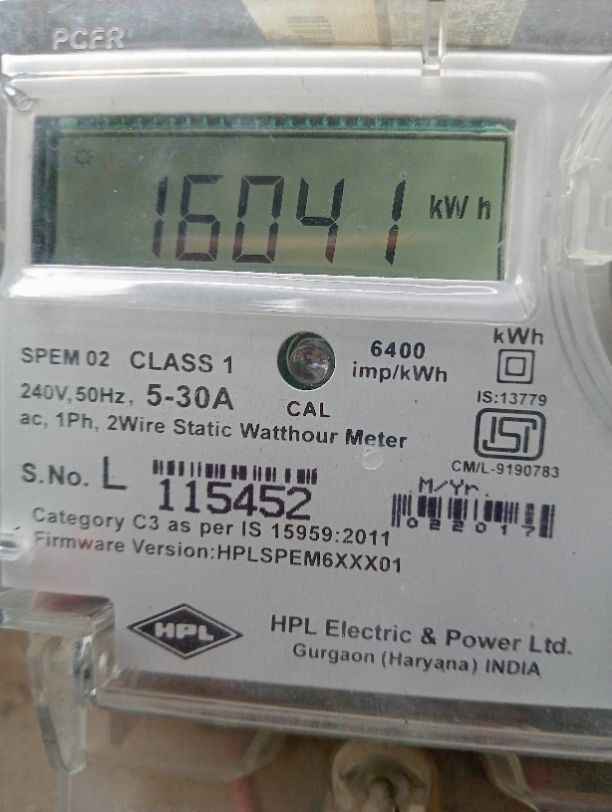 PCFR
16041 kWh
SPEM 02 CLASS 1
240V, 50Hz, 5-30A
ac, 1Ph, 2Wire Static Watthour Meter
CAL
6400
imp/kWh
kWh
IS:13779
ISI
CM/L-9190783
S.No. L 115452
M/Yr.
022017
Category C3 as per IS 15959:2011
Firmware Version:HPLSPEM6XXX01
HPL
HPL Electric & Power Ltd.
Gurgaon (Haryana) INDIA